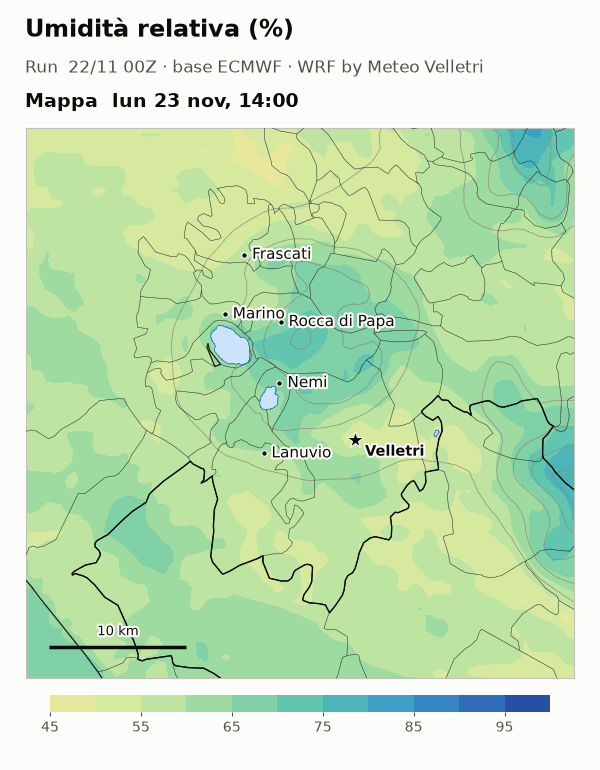 Umidità relativa (%)
Run  22/11 00Z · base ECMWF · WRF by Meteo Velletri
Mappa  lun 23 nov, 14:00
Frascati
Marino
Rocca di Papa
Nemi
Velletri
Lanuvio
10 km
45 55 65 75 85 95